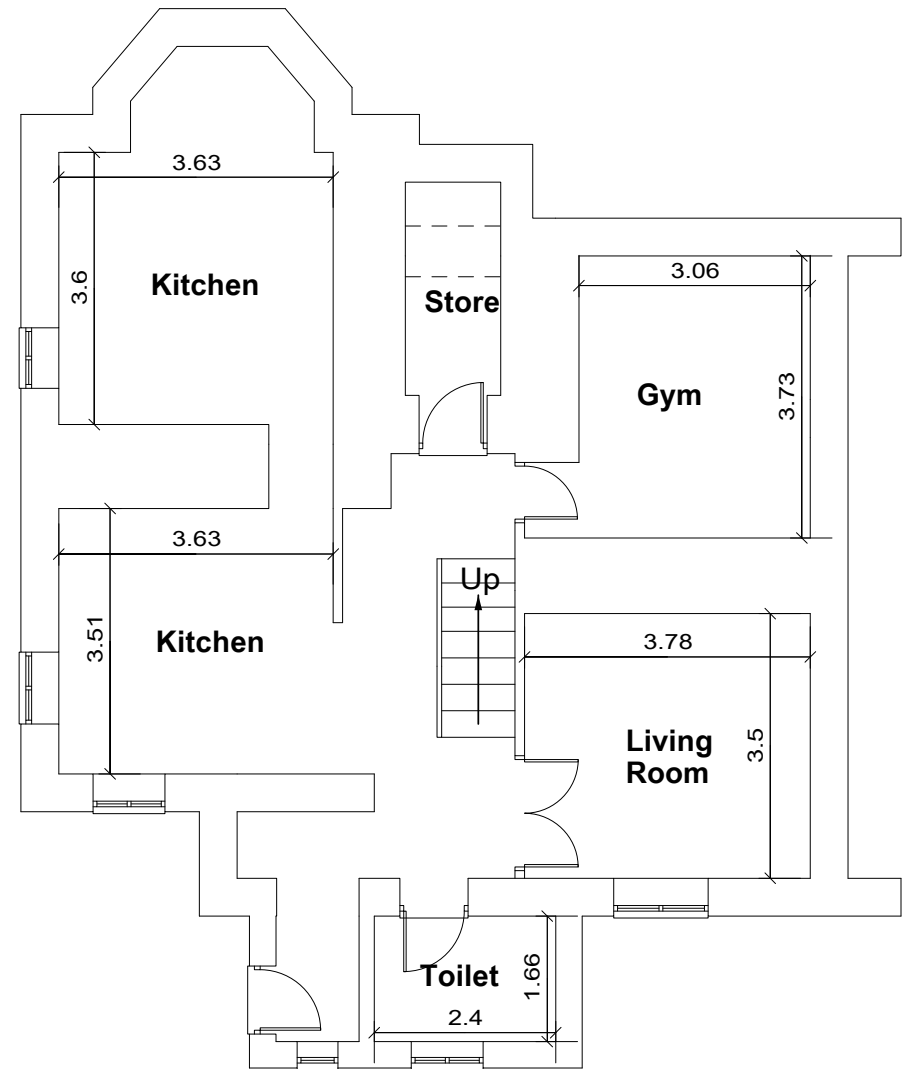 3.63
3.6
Kitchen
Store
3.06
Gym
3.73
3.63
3.51
Kitchen
Up
3.78
Living
Room
3.5
Toilet
1.66
2.4